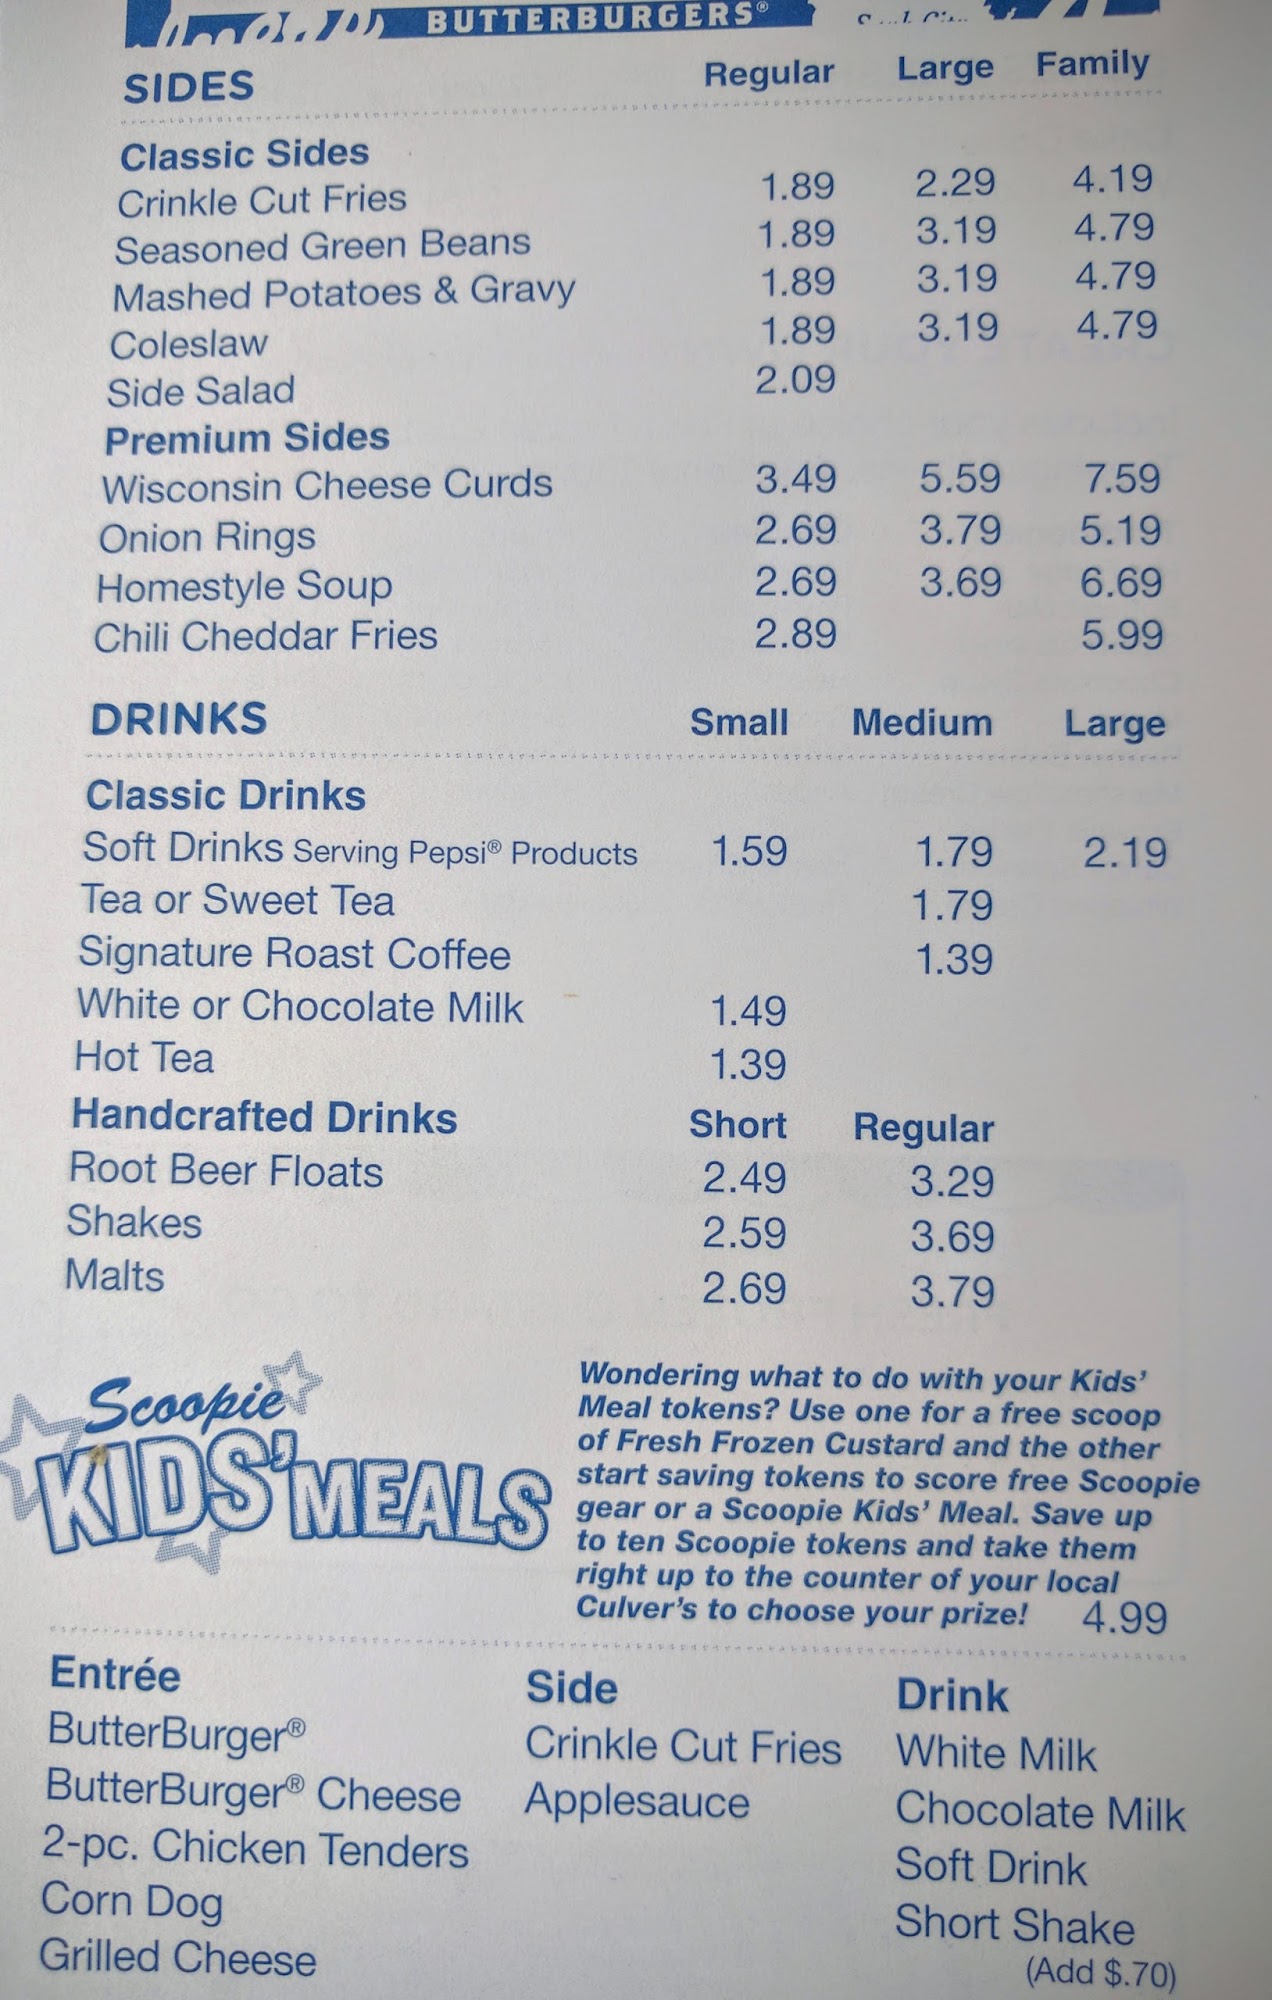 BUTTERBURGERS®
SIDES Regular Large Family
Classic Sides
Crinkle Cut Fries 1.89 2.29 4.19
Seasoned Green Beans 1.89 3.19 4.79
Mashed Potatoes & Gravy 1.89 3.19 4.79
Coleslaw 1.89 3.19 4.79
Side Salad 2.09
Premium Sides
Wisconsin Cheese Curds 3.49 5.59 7.59
Onion Rings 2.69 3.79 5.19
Homestyle Soup 2.69 3.69 6.69
Chili Cheddar Fries 2.89 5.99
DRINKS Small Medium Large
Classic Drinks
Soft Drinks Serving Pepsi® Products 1.59 1.79 2.19
Tea or Sweet Tea 1.79
Signature Roast Coffee 1.39
White or Chocolate Milk 1.49
Hot Tea 1.39
Handcrafted Drinks Short Regular
Root Beer Floats 2.49 3.29
Shakes 2.59 3.69
Malts 2.69 3.79
Scoopie
KIDS' MEALS
Wondering what to do with your Kids'
Meal tokens? Use one for a free scoop
of Fresh Frozen Custard and the other
start saving tokens to score free Scoopie
gear or a Scoopie Kids' Meal. Save up
to ten Scoopie tokens and take them
right up to the counter of your local
Culver's to choose your prize! 4.99
Entrée Side Drink
ButterBurger® Crinkle Cut Fries White Milk
ButterBurger® Cheese Applesauce Chocolate Milk
2-pc. Chicken Tenders Soft Drink
Corn Dog Short Shake
Grilled Cheese (Add $.70)